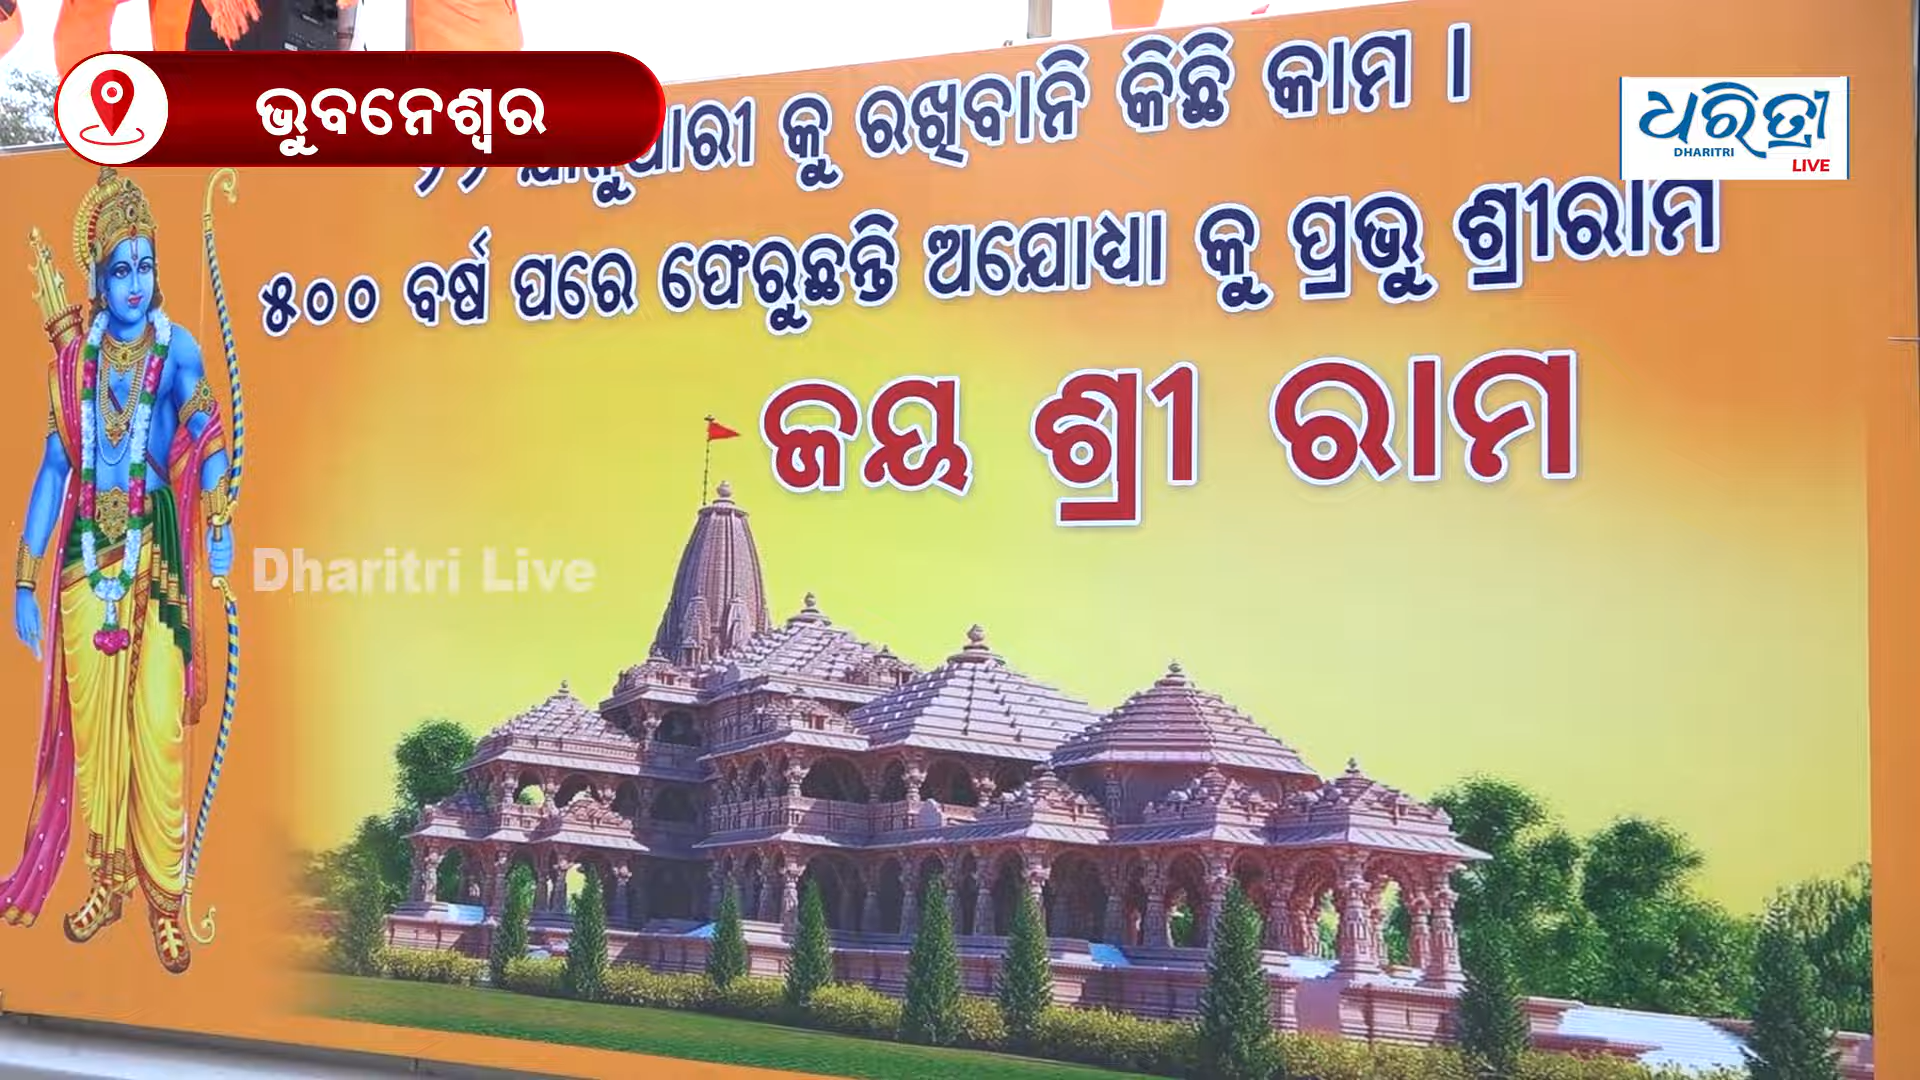 ଭୁବନେଶ୍ୱର
କୁ ରଖିବାନି କିଛି କାମ ।
ଧରିତ୍ରୀ
DHARITRI
LIVE
୫୦୦ ବର୍ଷ ପରେ ଫେରୁଛନ୍ତି ଅଯୋଧ୍ୟା କୁ ପ୍ରଭୁ ଶ୍ରୀରାମ
ଜୟ ଶ୍ରୀ ରାମ
Dharitri Live